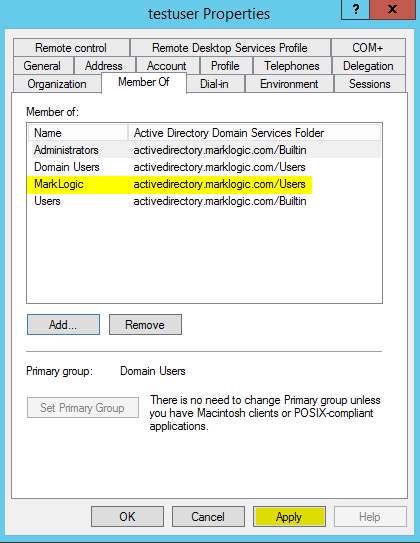 testuser Properties
?
x
Remote control
Remote Desktop Services Profile
COM+
General
Address
Account
Profile
Telephones
Delegation
Organization
Member Of
Dial-in
Environment
Sessions
Member of:
Name
Active Directory Domain Services Folder
Administrators
activedirectory.marklogic.com/Builtin
Domain Users
activedirectory.marklogic.com/Users
MarkLogic
activedirectory.marklogic.com/Users
Users
activedirectory.marklogic.com/Builtin
Add...
Remove
Primary group:
Domain Users
Set Primary Group
There is no need to change Primary group unless
you have Macintosh clients or POSIX-compliant
applications.
OK
Cancel
Apply
Help